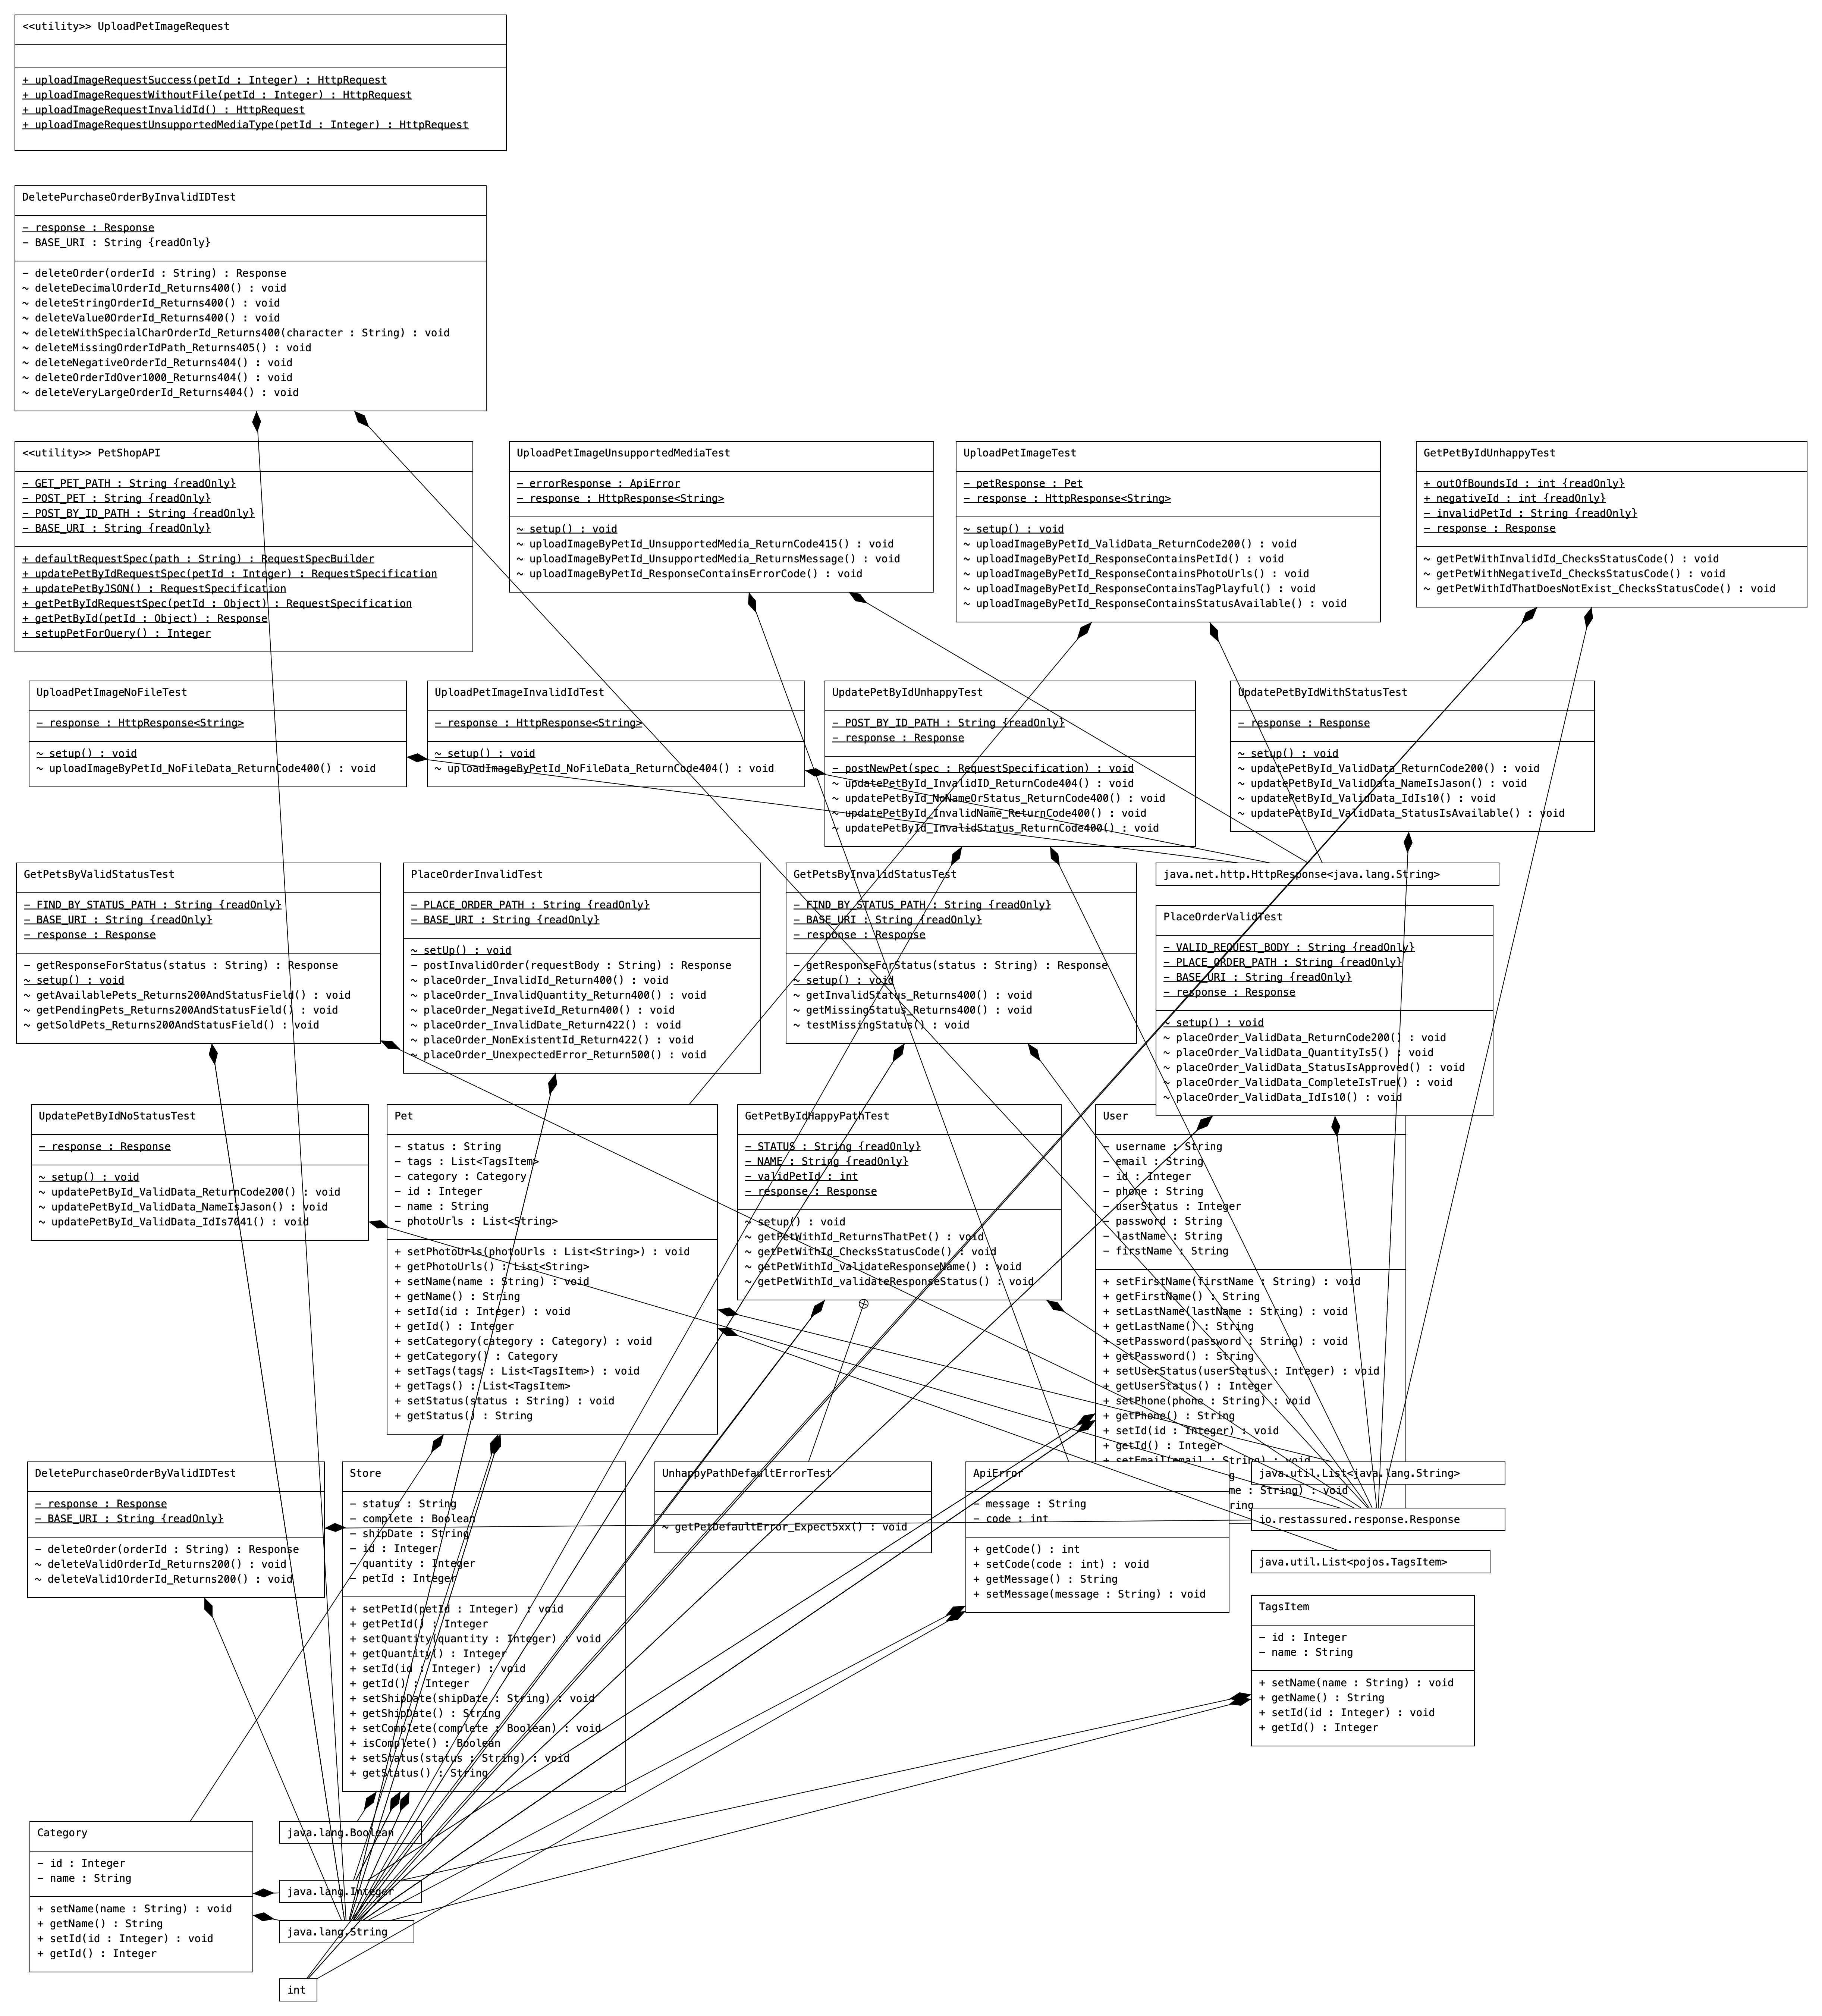 <<utility>> UploadPetImageRequest
+ uploadImageRequestSuccess(petId : Integer) : HttpRequest
+ uploadImageRequestWithoutFile(petId : Integer) : HttpRequest
+ uploadImageRequestInvalidId() : HttpRequest
+ uploadImageRequestUnsupportedMediaType(petId : Integer) : HttpRequest
DeletePurchaseOrderByInvalidIDTest
− response : Response
− BASE_URI : String {readOnly}
− deleteOrder(orderId : String) : Response
~ deleteDecimalOrderId_Returns400() : void
~ deleteStringOrderId_Returns400() : void
~ deleteValue0OrderId_Returns400() : void
~ deleteWithSpecialCharOrderId_Returns400(character : String) : void
~ deleteMissingOrderIdPath_Returns405() : void
~ deleteNegativeOrderId_Returns404() : void
~ deleteOrderIdOver1000_Returns404() : void
~ deleteVeryLargeOrderId_Returns404() : void
<<utility>> PetShopAPI
− GET_PET_PATH : String {readOnly}
− POST_PET : String {readOnly}
− POST_BY_ID_PATH : String {readOnly}
− BASE_URI : String {readOnly}
+ defaultRequestSpec(path : String) : RequestSpecBuilder
+ updatePetByIdRequestSpec(petId : Integer) : RequestSpecification
+ updatePetByJSON() : RequestSpecification
+ getPetByIdRequestSpec(petId : Object) : RequestSpecification
+ getPetById(petId : Object) : Response
+ setupPetForQuery() : Integer
UploadPetImageUnsupportedMediaTest
− errorResponse : ApiError
− response : HttpResponse<String>
~ setup() : void
~ uploadImageByPetId_UnsupportedMedia_ReturnCode415() : void
~ uploadImageByPetId_UnsupportedMedia_ReturnsMessage() : void
~ uploadImageByPetId_ResponseContainsErrorCode() : void
UploadPetImageTest
− petResponse : Pet
− response : HttpResponse<String>
~ setup() : void
~ uploadImageByPetId_ValidData_ReturnCode200() : void
~ uploadImageByPetId_ResponseContainsPetId() : void
~ uploadImageByPetId_ResponseContainsPhotoUrls() : void
~ uploadImageByPetId_ResponseContainsTagPlayful() : void
~ uploadImageByPetId_ResponseContainsStatusAvailable() : void
GetPetByIdUnhappyTest
+ outOfBoundsId : int {readOnly}
+ negativeId : int {readOnly}
− invalidPetId : String {readOnly}
− response : Response
~ getPetWithInvalidId_ChecksStatusCode() : void
~ getPetWithNegativeId_ChecksStatusCode() : void
~ getPetWithIdThatDoesNotExist_ChecksStatusCode() : void
UploadPetImageNoFileTest
− response : HttpResponse<String>
~ setup() : void
~ uploadImageByPetId_NoFileData_ReturnCode400() : void
UploadPetImageInvalidIdTest
− response : HttpResponse<String>
~ setup() : void
~ uploadImageByPetId_NoFileData_ReturnCode404() : void
UpdatePetByIdUnhappyTest
− POST_BY_ID_PATH : String {readOnly}
− response : Response
− postNewPet(spec : RequestSpecification) : void
~ updatePetById_InvalidID_ReturnCode404() : void
~ updatePetById_NoNameOrStatus_ReturnCode400() : void
~ updatePetById_InvalidName_ReturnCode400() : void
~ updatePetById_InvalidStatus_ReturnCode400() : void
UpdatePetByIdWithStatusTest
− response : Response
~ setup() : void
~ updatePetById_ValidData_ReturnCode200() : void
~ updatePetById_ValidData_NameIsJason() : void
~ updatePetById_ValidData_IdIs10() : void
~ updatePetById_ValidData_StatusIsAvailable() : void
GetPetsByValidStatusTest
− FIND_BY_STATUS_PATH : String {readOnly}
− BASE_URI : String {readOnly}
− response : Response
− getResponseForStatus(status : String) : Response
~ setup() : void
~ getAvailablePets_Returns200AndStatusField() : void
~ getPendingPets_Returns200AndStatusField() : void
~ getSoldPets_Returns200AndStatusField() : void
PlaceOrderInvalidTest
− PLACE_ORDER_PATH : String {readOnly}
− BASE_URI : String {readOnly}
~ setUp() : void
− postInvalidOrder(requestBody : String) : Response
~ placeOrder_InvalidId_Return400() : void
~ placeOrder_InvalidQuantity_Return400() : void
~ placeOrder_NegativeId_Return400() : void
~ placeOrder_InvalidDate_Return422() : void
~ placeOrder_NonExistentId_Return422() : void
~ placeOrder_UnexpectedError_Return500() : void
GetPetsByInvalidStatusTest
− FIND_BY_STATUS_PATH : String {readOnly}
− BASE_URI : String {readOnly}
− response : Response
− getResponseForStatus(status : String) : Response
~ setup() : void
~ getInvalidStatus_Returns400() : void
~ getMissingStatus_Returns400() : void
~ testMissingStatus() : void
java.net.http.HttpResponse<java.lang.String>
PlaceOrderValidTest
− VALID_REQUEST_BODY : String {readOnly}
− PLACE_ORDER_PATH : String {readOnly}
− BASE_URI : String {readOnly}
− response : Response
~ setup() : void
~ placeOrder_ValidData_ReturnCode200() : void
~ placeOrder_ValidData_QuantityIs5() : void
~ placeOrder_ValidData_StatusIsApproved() : void
~ placeOrder_ValidData_CompleteIsTrue() : void
~ placeOrder_ValidData_IdIs10() : void
UpdatePetByIdNoStatusTest
− response : Response
~ setup() : void
~ updatePetById_ValidData_ReturnCode200() : void
~ updatePetById_ValidData_NameIsJason() : void
~ updatePetById_ValidData_IdIs7041() : void
Pet
− status : String
− tags : List<TagsItem>
− category : Category
− id : Integer
− name : String
− photoUrls : List<String>
+ setPhotoUrls(photoUrls : List<String>) : void
+ getPhotoUrls() : List<String>
+ setName(name : String) : void
+ getName() : String
+ setId(id : Integer) : void
+ getId() : Integer
+ setCategory(category : Category) : void
+ getCategory() : Category
+ setTags(tags : List<TagsItem>) : void
+ getTags() : List<TagsItem>
+ setStatus(status : String) : void
+ getStatus() : String
GetPetByIdHappyPathTest
− STATUS : String {readOnly}
− NAME : String {readOnly}
− validPetId : int
− response : Response
~ setup() : void
~ getPetWithId_ReturnsThatPet() : void
~ getPetWithId_ChecksStatusCode() : void
~ getPetWithId_validateResponseName() : void
~ getPetWithId_validateResponseStatus() : void
User
− username : String
− email : String
− id : Integer
− phone : String
− userStatus : Integer
− password : String
− lastName : String
− firstName : String
+ setFirstName(firstName : String) : void
+ getFirstName() : String
+ setLastName(lastName : String) : void
+ getLastName() : String
+ setPassword(password : String) : void
+ getPassword() : String
+ setUserStatus(userStatus : Integer) : void
+ getUserStatus() : Integer
+ setPhone(phone : String) : void
+ getPhone() : String
+ setId(id : Integer) : void
+ getId() : Integer
+ setEmail(email : String) : void
g
me : String) : void
ring
DeletePurchaseOrderByValidIDTest
− response : Response
− BASE_URI : String {readOnly}
− deleteOrder(orderId : String) : Response
~ deleteValidOrderId_Returns200() : void
~ deleteValid1OrderId_Returns200() : void
Store
− status : String
− complete : Boolean
− shipDate : String
− id : Integer
− quantity : Integer
− petId : Integer
+ setPetId(petId : Integer) : void
+ getPetId() : Integer
+ setQuantity(quantity : Integer) : void
+ getQuantity() : Integer
+ setId(id : Integer) : void
+ getId() : Integer
+ setShipDate(shipDate : String) : void
+ getShipDate() : String
+ setComplete(complete : Boolean) : void
+ isComplete() : Boolean
+ setStatus(status : String) : void
+ getStatus() : String
UnhappyPathDefaultErrorTest
~ getPetDefaultError_Expect5xx() : void
ApiError
− message : String
− code : int
+ getCode() : int
+ setCode(code : int) : void
+ getMessage() : String
+ setMessage(message : String) : void
java.util.List<java.lang.String>
io.restassured.response.Response
java.util.List<pojos.TagsItem>
TagsItem
− id : Integer
− name : String
+ setName(name : String) : void
+ getName() : String
+ setId(id : Integer) : void
+ getId() : Integer
Category
− id : Integer
− name : String
+ setName(name : String) : void
+ getName() : String
+ setId(id : Integer) : void
+ getId() : Integer
java.lang.Boolean
java.lang.Integer
java.lang.String
int